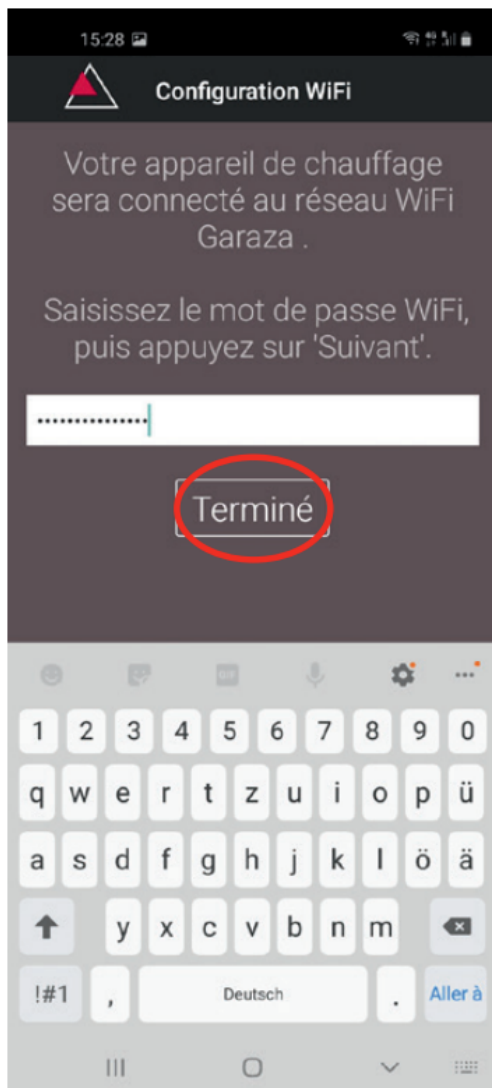 15:28
Configuration WiFi
Votre appareil de chauffage
sera connecté au réseau WiFi
Garaza .
Saisissez le mot de passe WiFi,
puis appuyez sur 'Suivant'.
•••••••••••••••
Terminé
GIF
1 2 3 4 5 6 7 8 9 0
q w e r t z u i o p ü
a s d f g h j k l ö ä
y x c v b n m
!#1 , Deutsch . Aller à